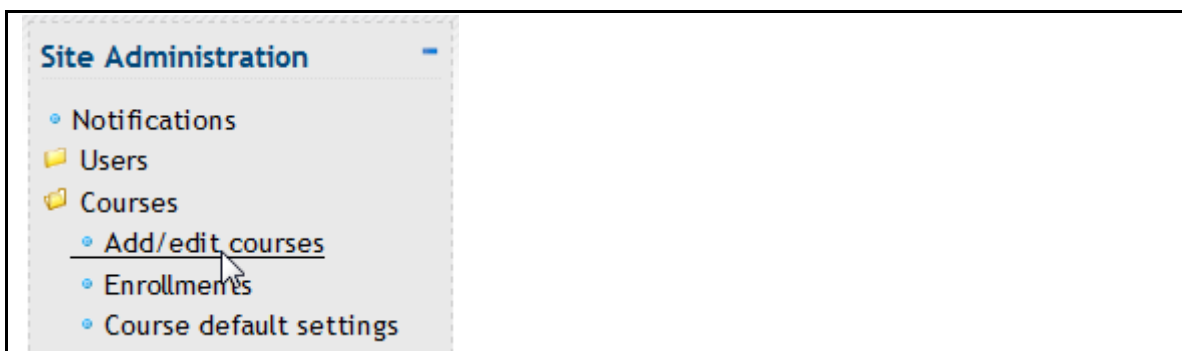 Site Administration
Notifications
Users
Courses
Add/edit courses
Enrollments
Course default settings